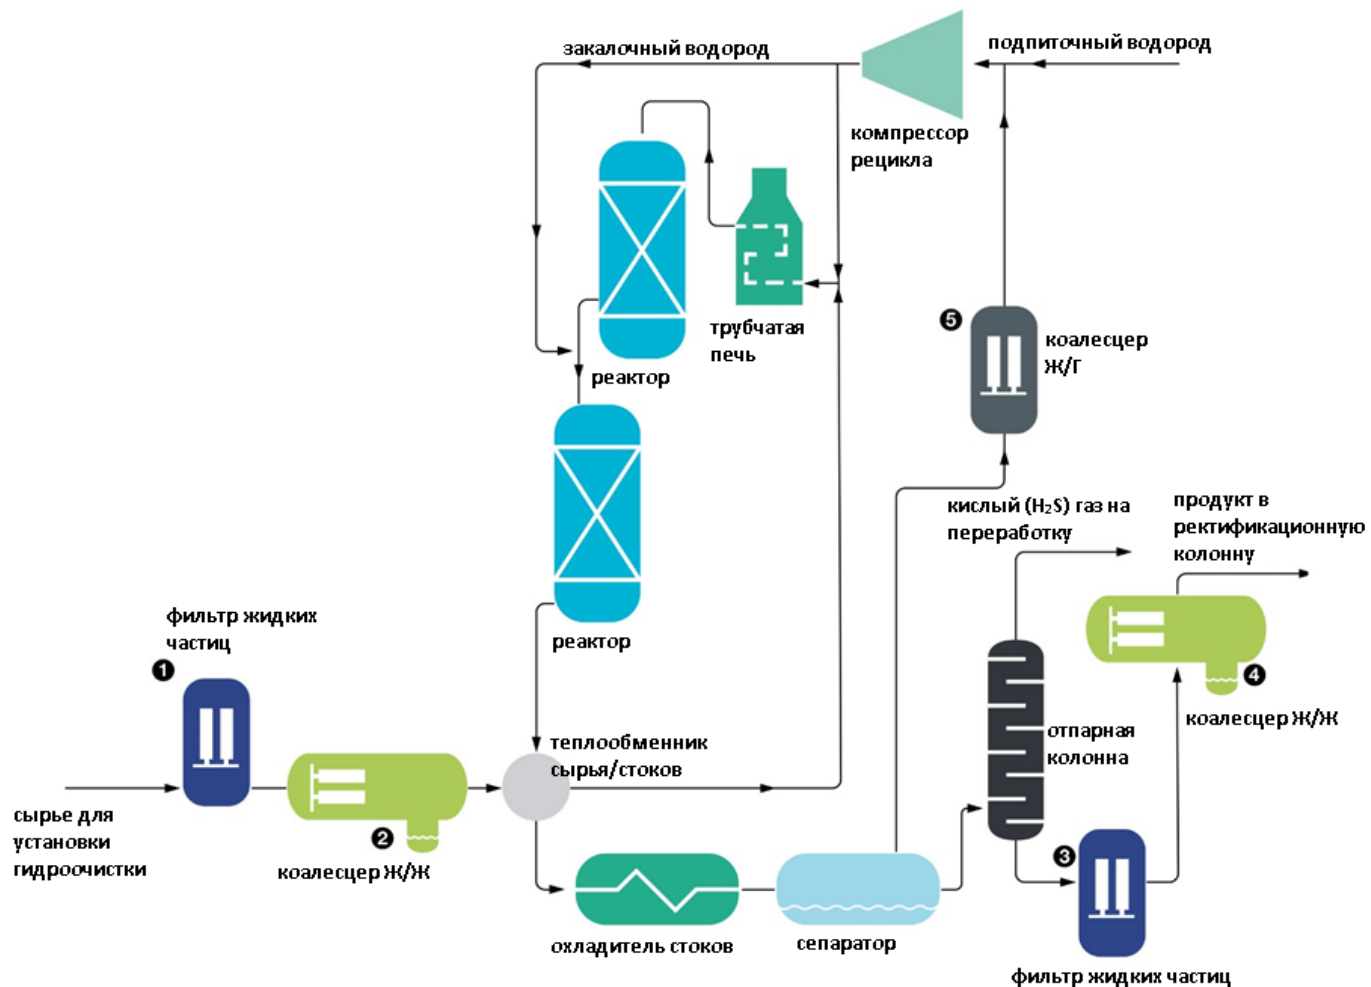 закалочный водород
подпиточный водород
компрессор
рецикла
трубчатая
печь
реактор
5
коалесцер
Ж/Г
кислый (H₂S) газ на
переработку
продукт в
ректификационную
колонну
фильтр жидких
частиц
1
реактор
4
коалесцер Ж/Ж
отпарная
колонна
теплообменник
сырья/стоков
сырье для
установки
гидроочистки
2
коалесцер Ж/Ж
3
охладитель стоков
сепаратор
фильтр жидких частиц